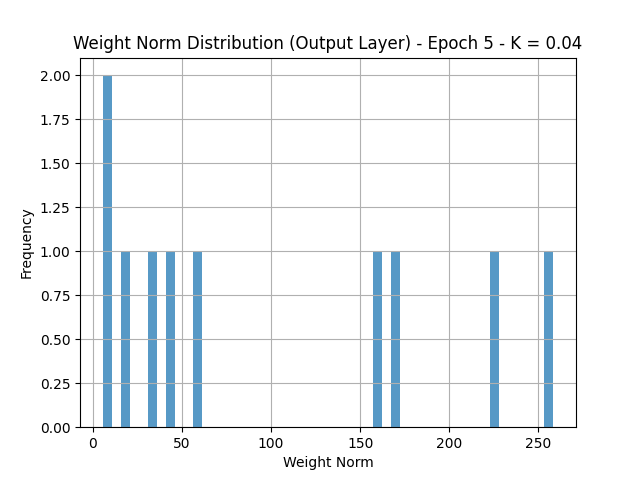 Weight Norm Distribution (Output Layer) - Epoch 5 - K = 0.04
2.00
1.75
1.50
1.25
1.00
0.75
0.50
0.25
0.00
Frequency
0 50 100 150 200 250
Weight Norm